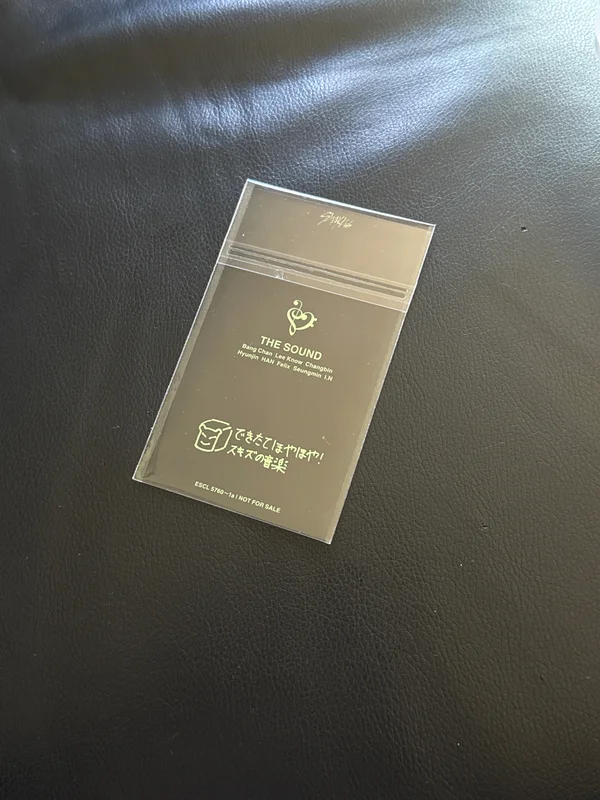 THE SOUND
Bang Chan Lee Know Changbin
Hyunjin HAN Felix Seungmin I.N
できたてほやほや!
スキズの音楽
ESCL 5760~1a | NOT FOR SALE